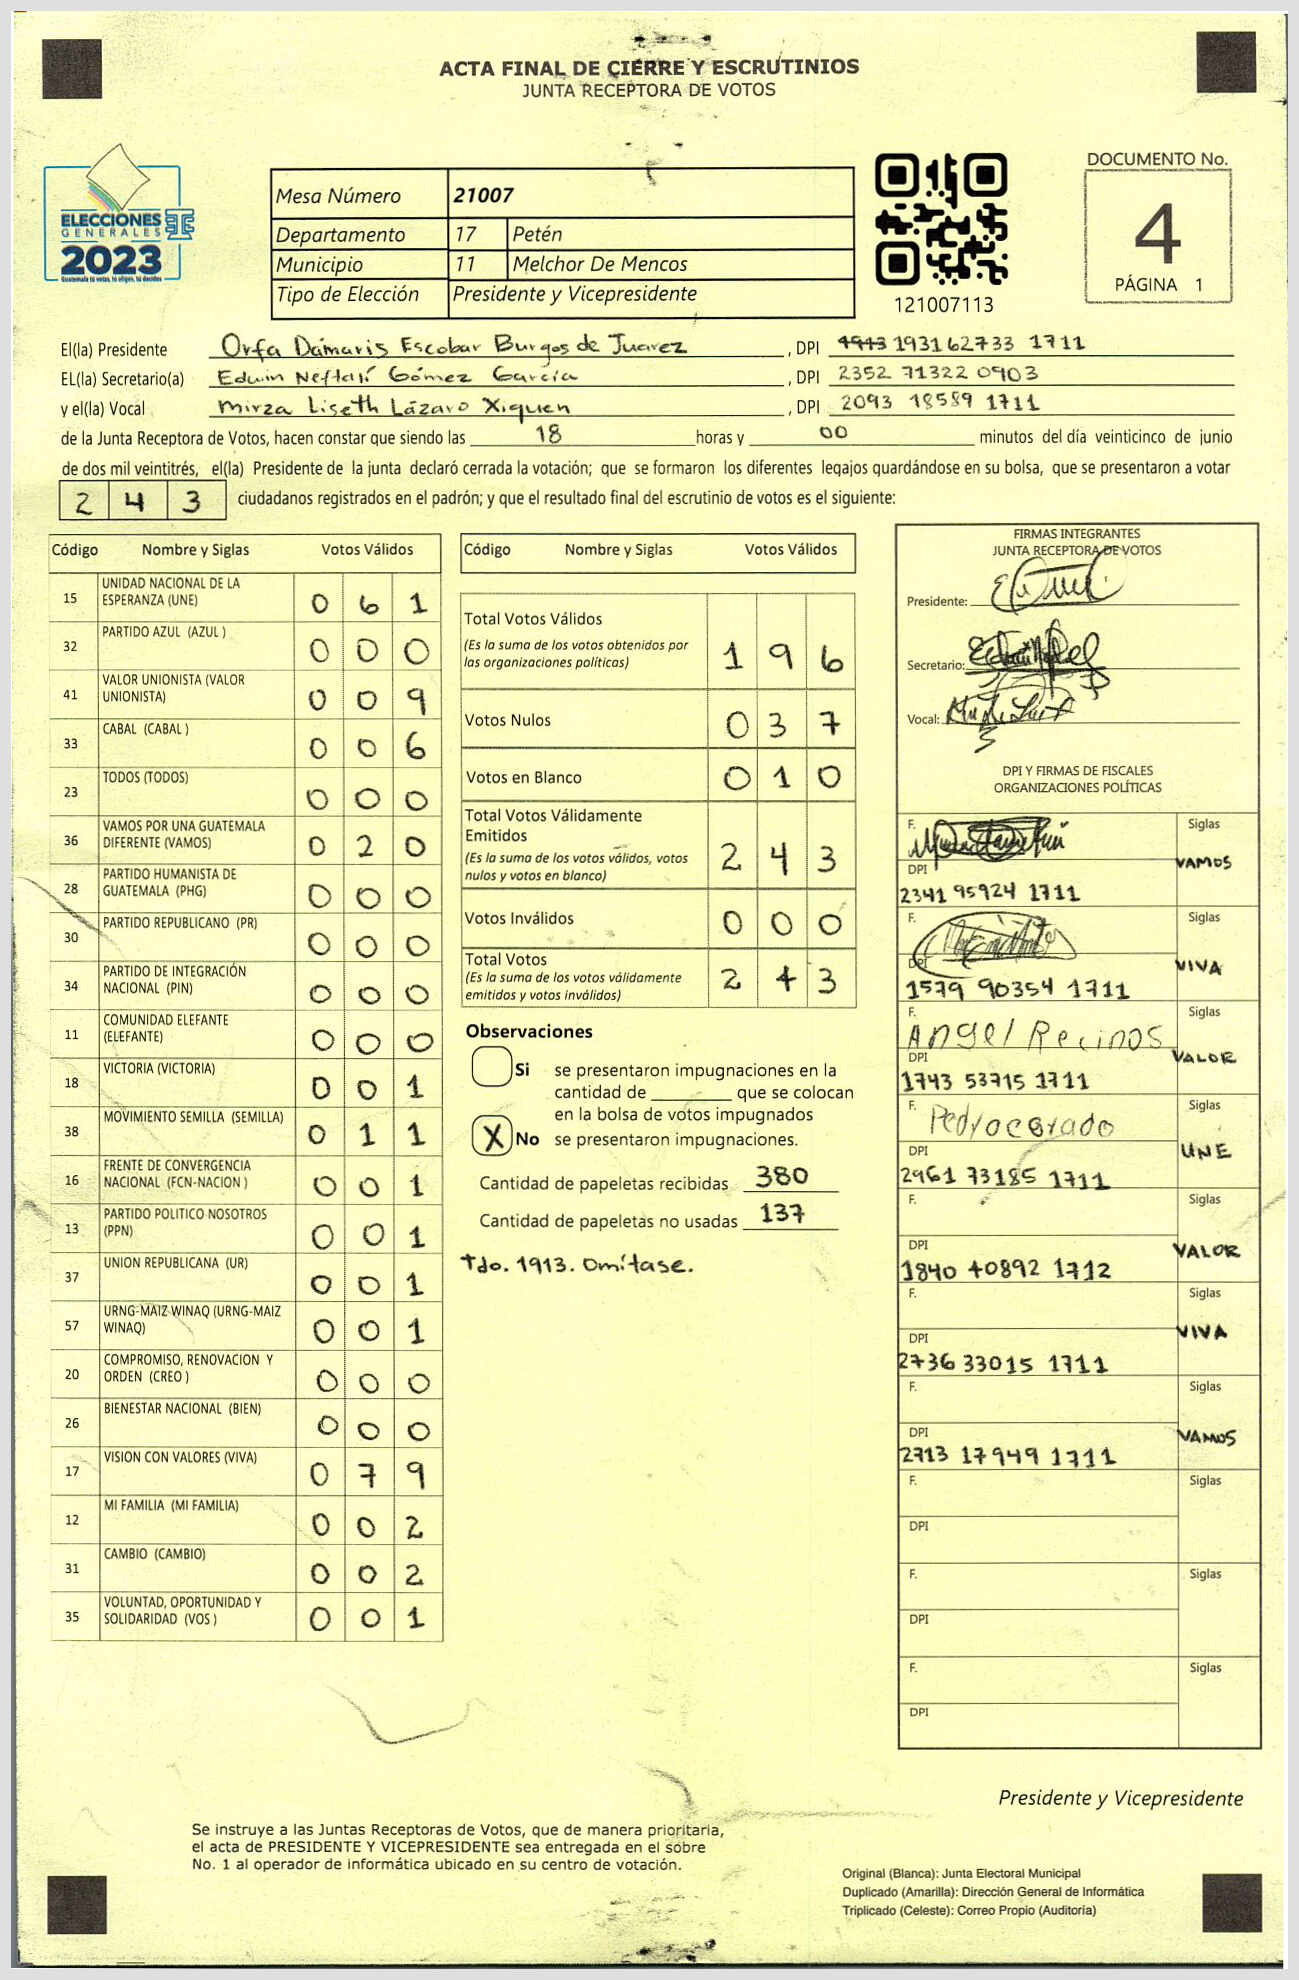 ACTA FINAL DE CIERRE Y ESCRUTINIOS
JUNTA RECEPTORA DE VOTOS
ELECCIONES
GENERALES
2023
Guatemala tú votas, tú eliges, tú decides
Mesa Número 21007
Departamento 17 Petén
Municipio 11 Melchor De Mencos
Tipo de Elección Presidente y Vicepresidente
121007113
DOCUMENTO No.
4
PÁGINA 1
El(la) Presidente Orfa Damaris Escobar Burgos de Juarez, DPI 1913 1931 62733 1711
EL(la) Secretario(a) Edwin Neftalí Gómez García, DPI 2352 71322 0903
y el(la) Vocal Mirza Liseth Lázaro Xiquen, DPI 2093 18589 1711
de la Junta Receptora de Votos, hacen constar que siendo las 18 horas y 00 minutos del día veinticinco de junio
de dos mil veintitrés, el(la) Presidente de la junta declaró cerrada la votación; que se formaron los diferentes legajos guardándose en su bolsa, que se presentaron a votar
2 4 3 ciudadanos registrados en el padrón; y que el resultado final del escrutinio de votos es el siguiente:
Código Nombre y Siglas Votos Válidos
15 UNIDAD NACIONAL DE LA
ESPERANZA (UNE) 0 6 1
32 PARTIDO AZUL (AZUL ) 0 0 0
41 VALOR UNIONISTA (VALOR
UNIONISTA) 0 0 9
33 CABAL (CABAL ) 0 0 6
23 TODOS (TODOS) 0 0 0
36 VAMOS POR UNA GUATEMALA
DIFERENTE (VAMOS) 0 2 0
28 PARTIDO HUMANISTA DE
GUATEMALA (PHG) 0 0 0
30 PARTIDO REPUBLICANO (PR) 0 0 0
34 PARTIDO DE INTEGRACIÓN
NACIONAL (PIN) 0 0 0
11 COMUNIDAD ELEFANTE
(ELEFANTE) 0 0 0
18 VICTORIA (VICTORIA) 0 0 1
38 MOVIMIENTO SEMILLA (SEMILLA) 0 1 1
16 FRENTE DE CONVERGENCIA
NACIONAL (FCN-NACION ) 0 0 1
13 PARTIDO POLITICO NOSOTROS
(PPN) 0 0 1
37 UNION REPUBLICANA (UR) 0 0 1
57 URNG-MAIZ WINAQ (URNG-MAIZ
WINAQ) 0 0 1
20 COMPROMISO, RENOVACION Y
ORDEN (CREO ) 0 0 0
26 BIENESTAR NACIONAL (BIEN) 0 0 0
17 VISION CON VALORES (VIVA) 0 7 9
12 MI FAMILIA (MI FAMILIA) 0 0 2
31 CAMBIO (CAMBIO) 0 0 2
35 VOLUNTAD, OPORTUNIDAD Y
SOLIDARIDAD (VOS ) 0 0 1
Código Nombre y Siglas Votos Válidos
Total Votos Válidos
(Es la suma de los votos obtenidos por
las organizaciones políticas) 1 9 6
Votos Nulos 0 3 7
Votos en Blanco 0 1 0
Total Votos Válidamente
Emitidos
(Es la suma de los votos válidos, votos
nulos y votos en blanco) 2 4 3
Votos Inválidos 0 0 0
Total Votos
(Es la suma de los votos válidamente
emitidos y votos inválidos) 2 4 3
Observaciones
Si se presentaron impugnaciones en la
cantidad de ________ que se colocan
en la bolsa de votos impugnados
X No se presentaron impugnaciones.
Cantidad de papeletas recibidas 380
Cantidad de papeletas no usadas 137
Tdo. 1913. Omítase.
FIRMAS INTEGRANTES
JUNTA RECEPTORA DE VOTOS
Presidente:
Secretario:
Vocal:
DPI Y FIRMAS DE FISCALES
ORGANIZACIONES POLÍTICAS
F. Siglas
VAMOS
DPI
2341 95924 1711
F. Siglas
VIVA
DPI
1579 90354 1711
F. Siglas
Angel Recinos
VALOR
DPI
1743 53715 1711
F. Siglas
DPI
UNE
2961 73185 1711
F. Siglas
DPI
VALOR
1840 40892 1712
F. Siglas
VIVA
DPI
2736 33015 1711
F. Siglas
DPI
VAMOS
2713 17949 1711
F. Siglas
DPI
F. Siglas
DPI
F. Siglas
DPI
Presidente y Vicepresidente
Se instruye a las Juntas Receptoras de Votos, que de manera prioritaria,
el acta de PRESIDENTE Y VICEPRESIDENTE sea entregada en el sobre
No. 1 al operador de informática ubicado en su centro de votación.
Original (Blanca): Junta Electoral Municipal
Duplicado (Amarilla): Dirección General de Informática
Triplicado (Celeste): Correo Propio (Auditoría)